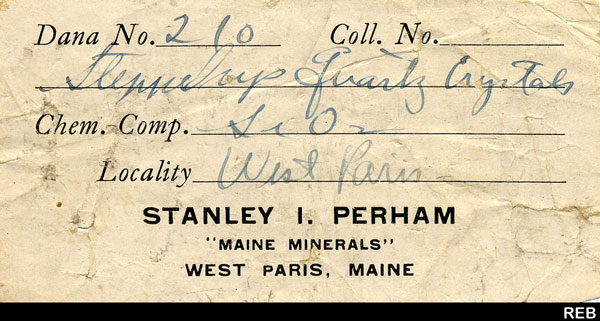 Dana No. 210 Coll. No.
Quartz Crystals
Chem. Comp. SiO2
Locality West Paris
STANLEY I. PERHAM
"MAINE MINERALS"
WEST PARIS, MAINE
REB